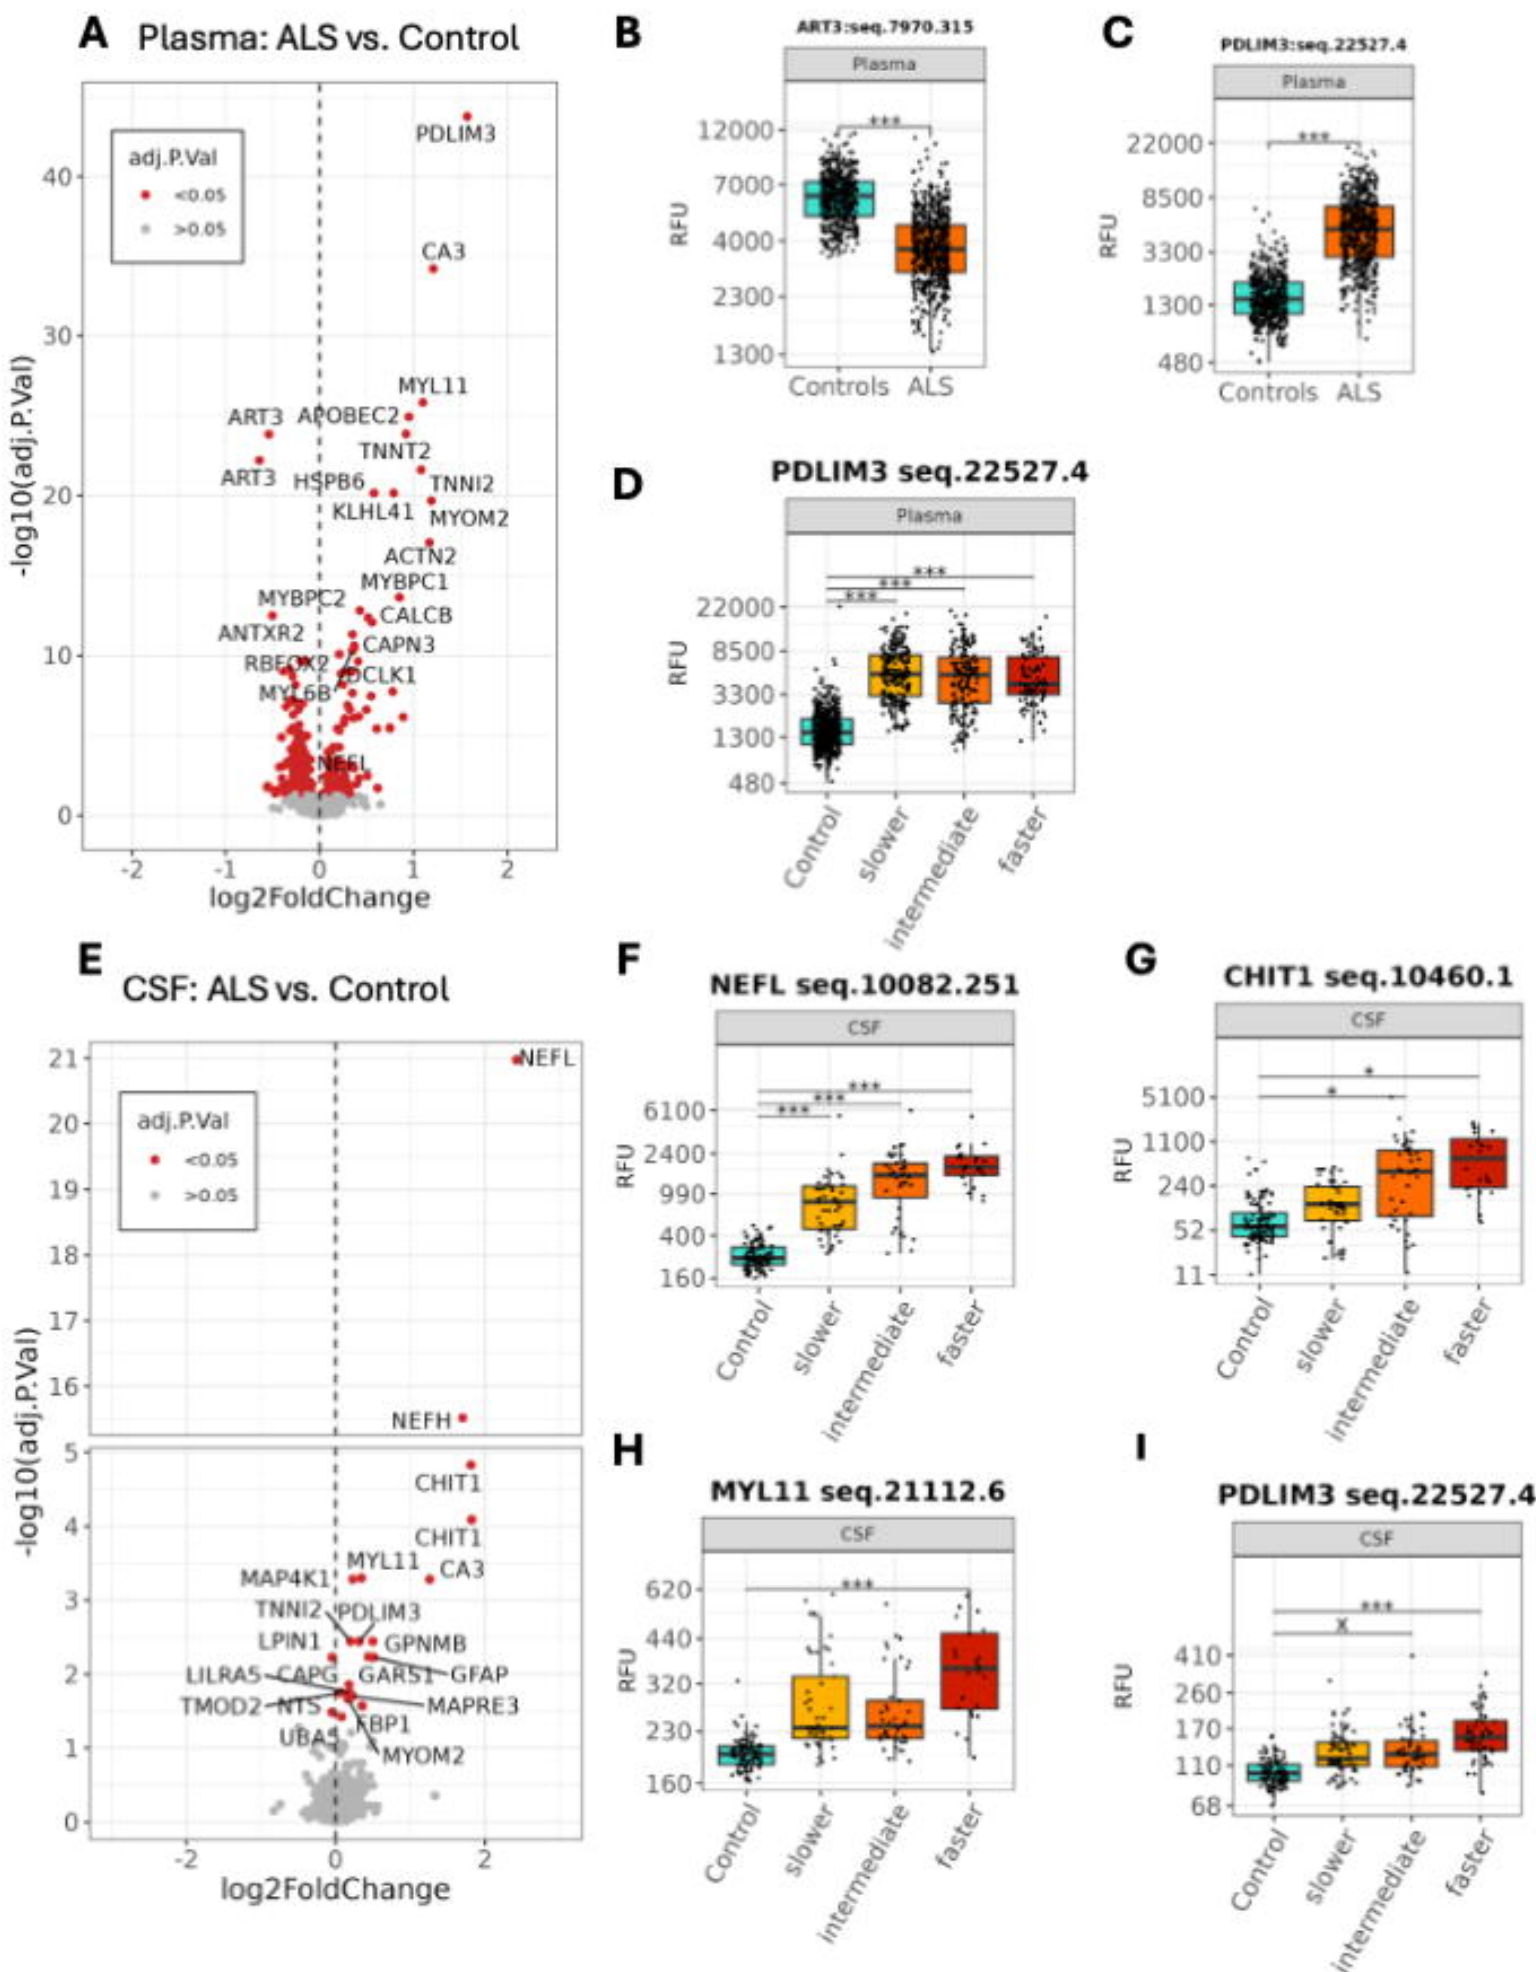 A Plasma: ALS vs. Control
adj.P.Val
<0.05
>0.05
PDLIM3
CA3
MYL11
ART3
APOBEC2
TNNT2
ART3
HSPB6
TNNI2
KLHL41
MYOM2
ACTN2
MYBPC1
MYBPC2
CALCB
ANTXR2
CAPN3
RBFOX2
DCLK1
MYL6B
NEFL
40
30
20
10
0
-2 -1 0 1 2
-log10(adj.P.Val)
log2FoldChange
B
ART3:seq.7970.315
Plasma
***
12000
7000
4000
2300
1300
RFU
Controls ALS
C
PDLIM3:seq.22527.4
Plasma
***
22000
8500
3300
1300
480
RFU
Controls ALS
D
PDLIM3 seq.22527.4
Plasma
***
***
***
22000
8500
3300
1300
480
RFU
Control slower intermediate faster
E
CSF: ALS vs. Control
21
20
19
18
17
16
5
4
3
2
1
0
-log10(adj.P.Val)
adj.P.Val
<0.05
>0.05
NEFL
NEFH
CHIT1
CHIT1
MYL11
CA3
MAP4K1
TNNI2
PDLIM3
LPIN1
GPNMB
LILRA5
CAPG
GARS1
GFAP
TMOD2
NTS
MAPRE3
UBA5
FBP1
MYOM2
-2 0 2
log2FoldChange
F
NEFL seq.10082.251
CSF
***
***
***
6100
2400
990
400
160
RFU
Control slower intermediate faster
G
CHIT1 seq.10460.1
CSF
*
*
5100
1100
240
52
11
RFU
Control slower intermediate faster
H
MYL11 seq.21112.6
CSF
***
620
440
320
230
160
RFU
Control slower intermediate faster
I
PDLIM3 seq.22527.4
CSF
***
410
260
170
110
68
RFU
Control slower intermediate faster